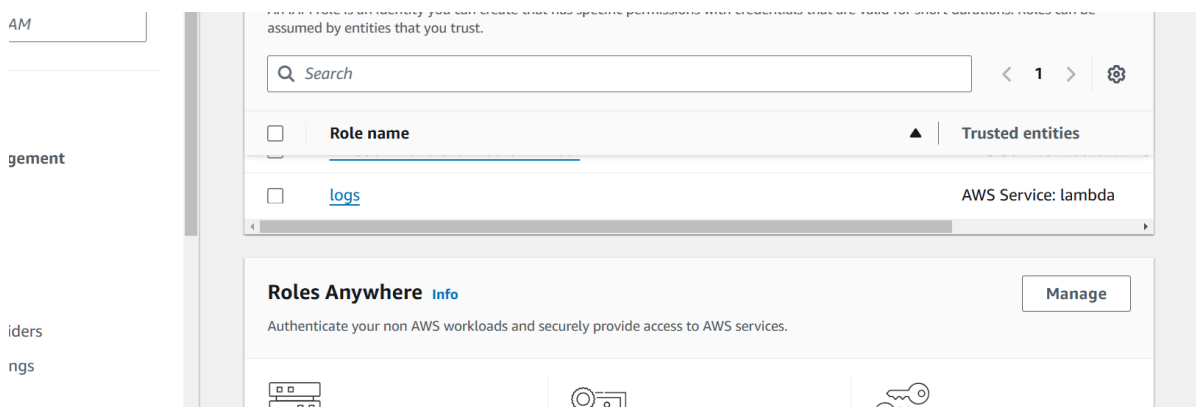 AM
assumed by entities that you trust.
Search
1
Role name
Trusted entities
gement
logs
AWS Service: lambda
Roles Anywhere Info
Manage
Authenticate your non AWS workloads and securely provide access to AWS services.
iders
ngs